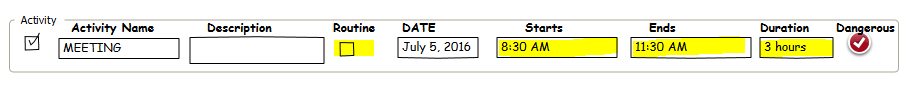 Activity
Activity Name Description Routine DATE Starts Ends Duration Dangerous
MEETING July 5, 2016 8:30 AM 11:30 AM 3 hours